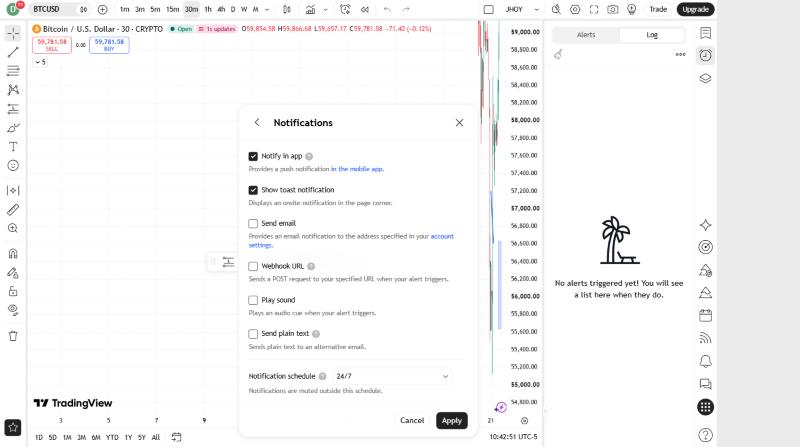 D 11 BTCUSD 1m 3m 5m 15m 30m 1h 4h D W M JHOY Trade Upgrade
Bitcoin / U.S. Dollar · 30 · CRYPTO Open 1s updates O59,854.58 H59,866.68 L59,657.17 C59,781.58 −71.40 (−0.12%)
59,781.58
SELL
0.00
59,781.58
BUY
5
Notifications
Notify in app
Provides a push notification in the mobile app.
Show toast notification
Displays an onsite notification in the page corner.
Send email
Provides an email notification to the address specified in your account
settings.
Webhook URL
Sends a POST request to your specified URL when your alert triggers.
Play sound
Plays an audio cue when your alert triggers.
Send plain text
Sends plain text to an alternative email.
Notification schedule 24/7
Notifications are muted outside this schedule.
Cancel Apply
59,000.00
58,800.00
58,600.00
58,400.00
58,200.00
58,000.00
57,800.00
57,600.00
57,400.00
57,200.00
57,000.00
56,800.00
56,600.00
56,400.00
56,200.00
56,000.00
55,800.00
55,600.00
55,400.00
55,200.00
55,000.00
54,800.00
TradingView
3 5 7 9 21
1D 5D 1M 3M 6M YTD 1Y 5Y All 10:42:51 UTC-5
Alerts Log
No alerts triggered yet! You will see
a list here when they do.